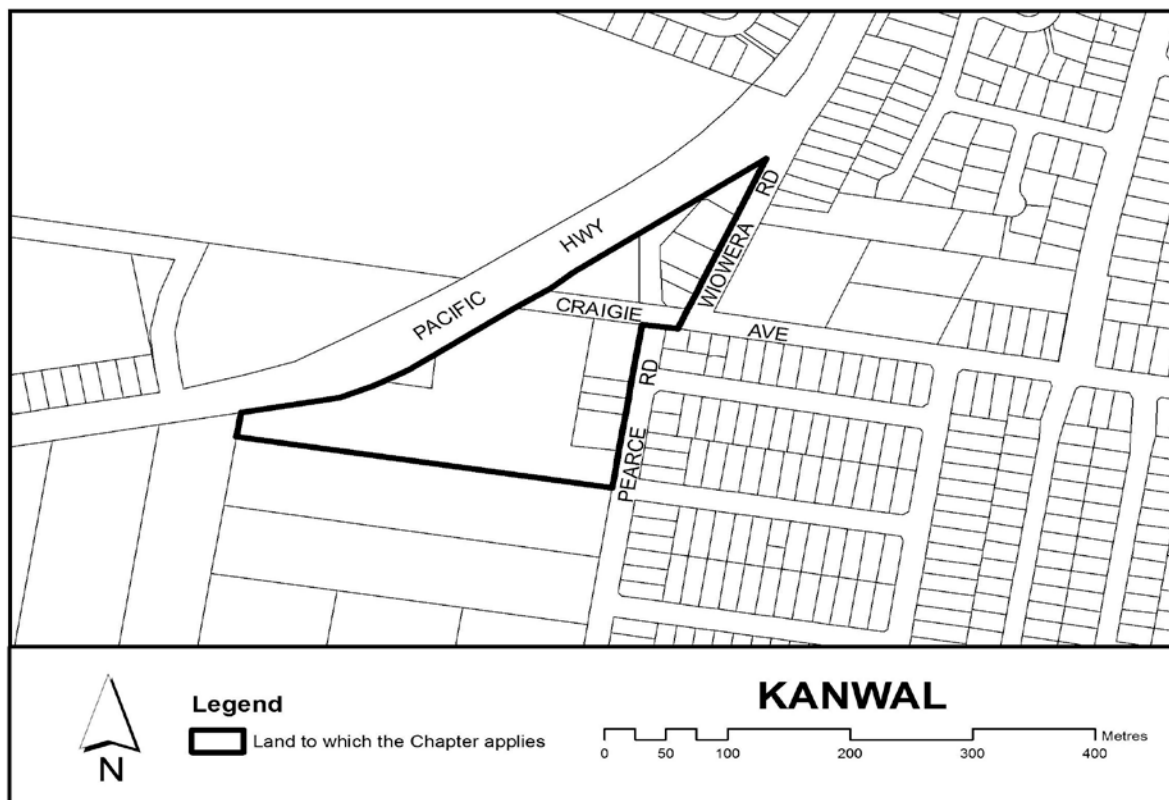 PACIFIC HWY
CRAIGIE AVE
WIOWERA RD
PEARCE RD
N
Legend
Land to which the Chapter applies
KANWAL
0 50 100 200 300 400 Metres